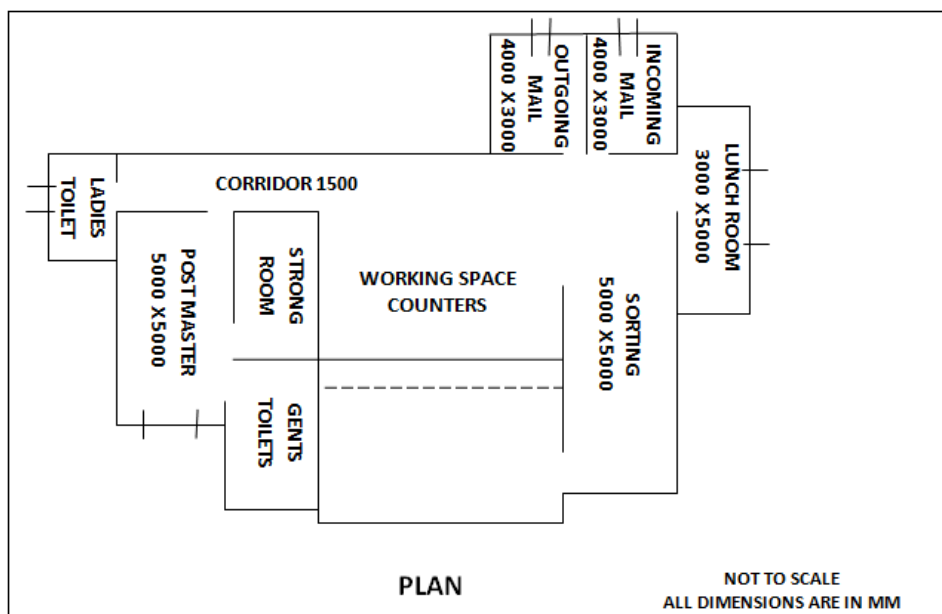 OUTGOING
MAIL
4000 X3000
INCOMING
MAIL
4000 X3000
LUNCH ROOM
3000 X5000
LADIES
TOILET
CORRIDOR 1500
POST MASTER
5000 X5000
STRONG
ROOM
WORKING SPACE
COUNTERS
SORTING
5000 X5000
GENTS
TOILETS
PLAN
NOT TO SCALE
ALL DIMENSIONS ARE IN MM